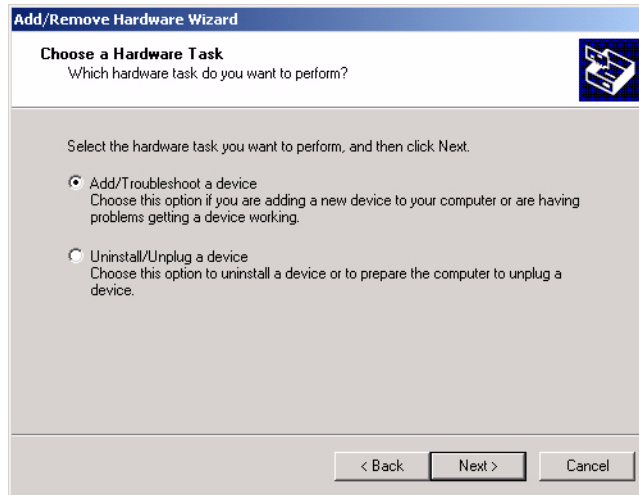 Add/Remove Hardware Wizard
Choose a Hardware Task
Which hardware task do you want to perform?
Select the hardware task you want to perform, and then click Next.
Add/Troubleshoot a device
Choose this option if you are adding a new device to your computer or are having
problems getting a device working.
Uninstall/Unplug a device
Choose this option to uninstall a device or to prepare the computer to unplug a
device.
< Back
Next >
Cancel